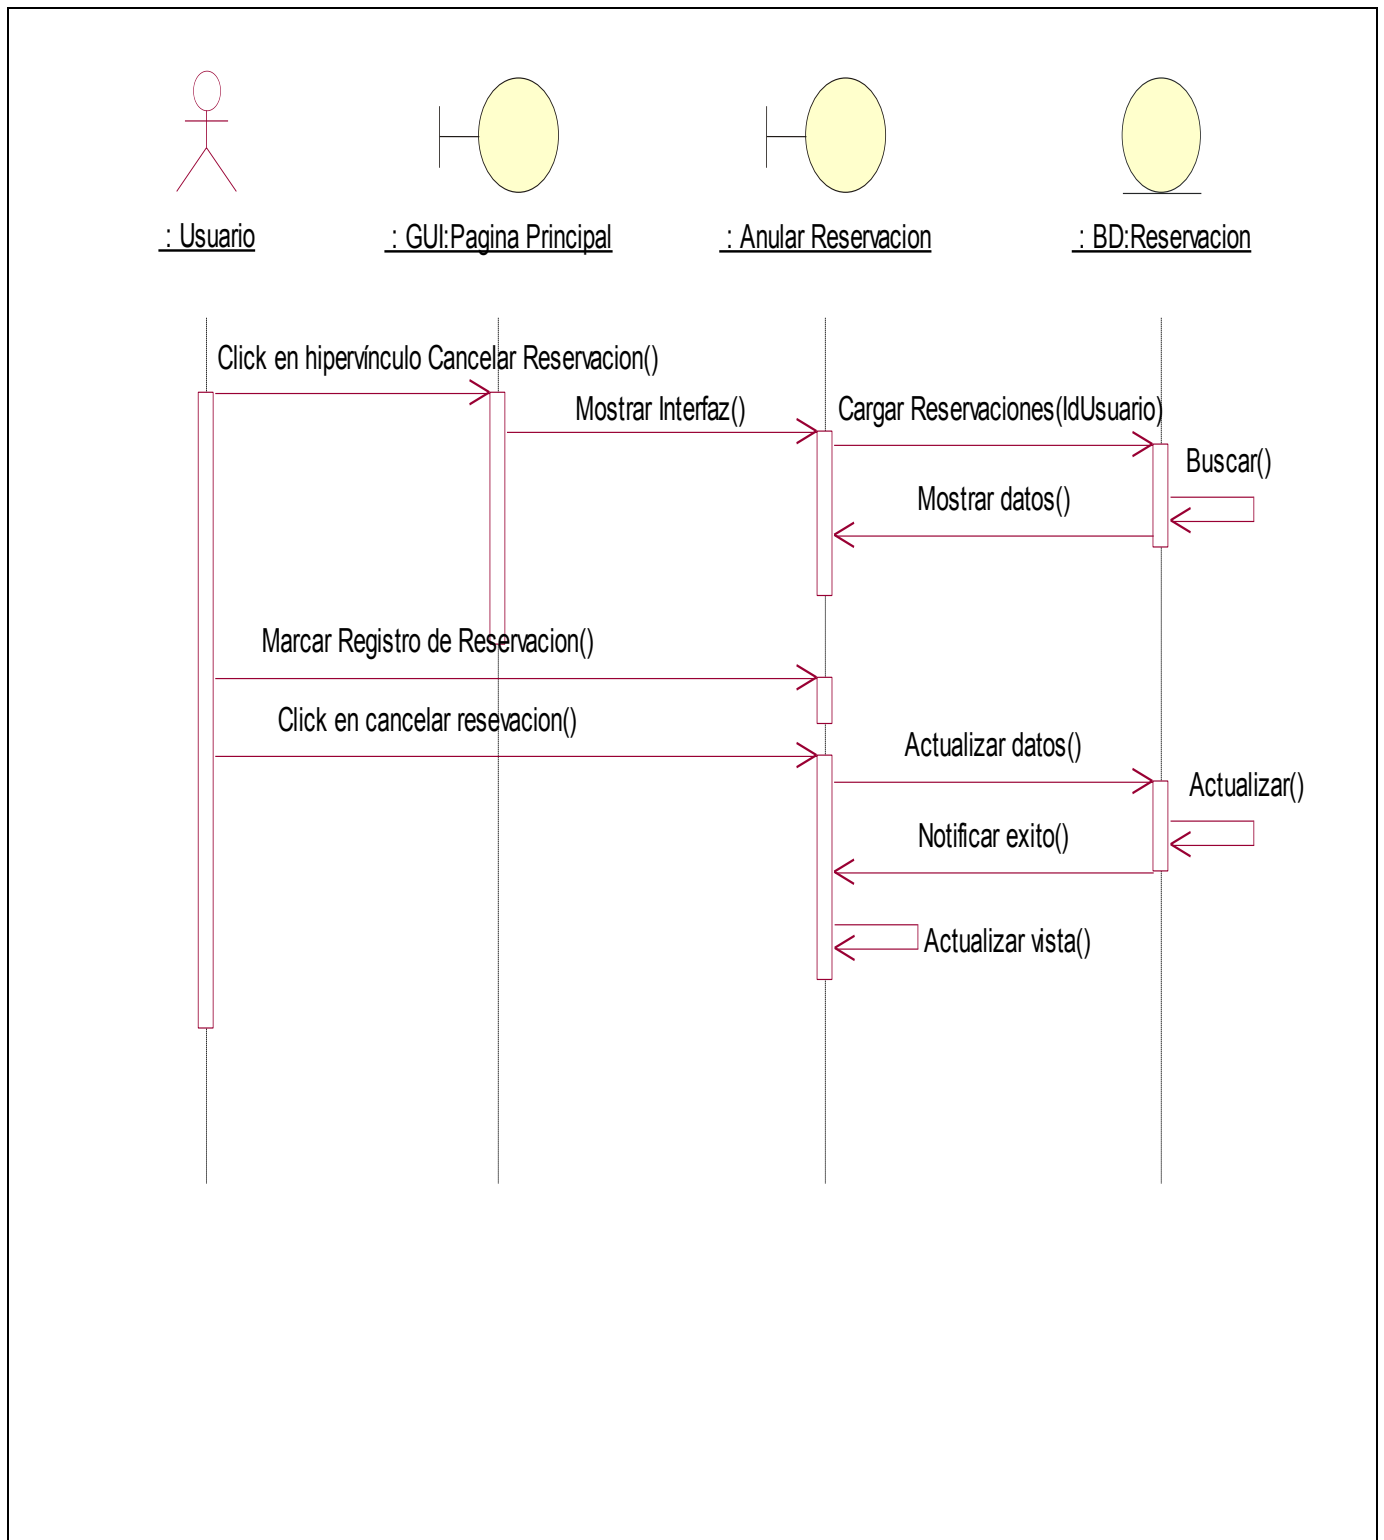 : Usuario
: GUI:Pagina Principal
: Anular Reservacion
: BD:Reservacion
Click en hipervínculo Cancelar Reservacion()
Mostrar Interfaz()
Cargar Reservaciones(IdUsuario)
Buscar()
Mostrar datos()
Marcar Registro de Reservacion()
Click en cancelar resevacion()
Actualizar datos()
Actualizar()
Notificar exito()
Actualizar vista()